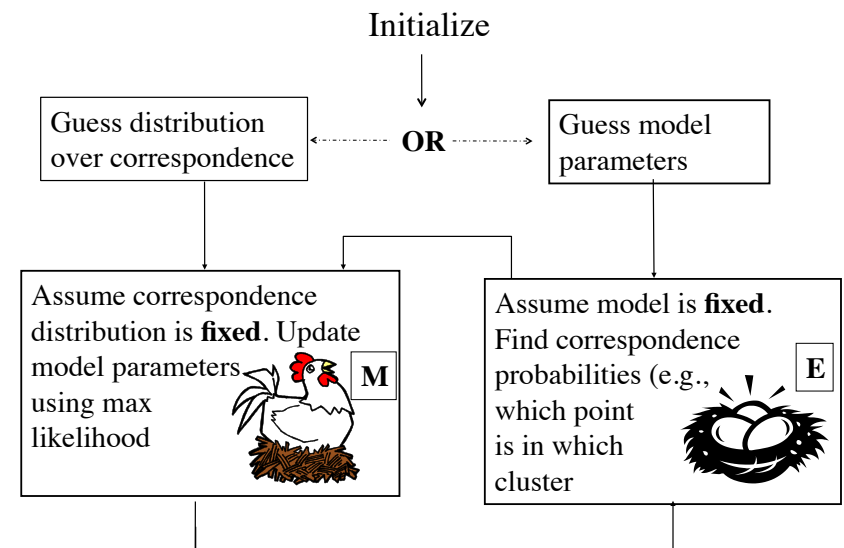 Initialize
Guess distribution
over correspondence
OR
Guess model
parameters
Assume correspondence
distribution is fixed. Update
model parameters
using max
likelihood
M
Assume model is fixed.
Find correspondence
probabilities (e.g.,
which point
is in which
cluster
E